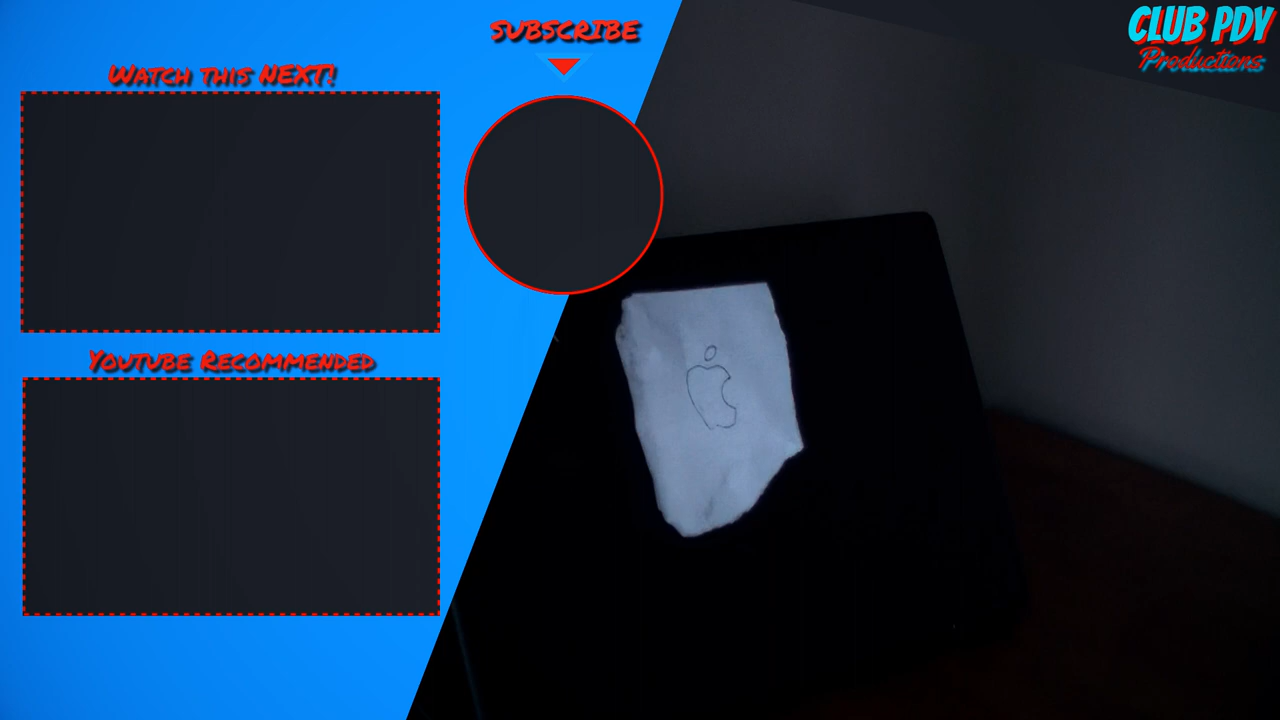 SUBSCRIBE
WATCH THIS NEXT!
YOUTUBE RECOMMENDED
CLUB PDY
Productions